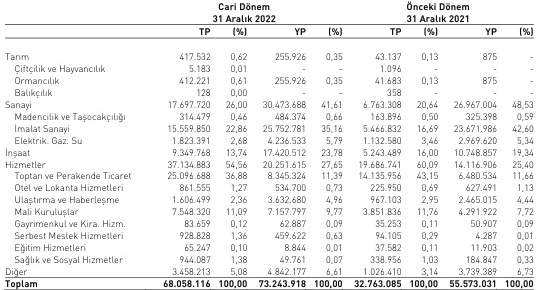 Cari Dönem Önceki Dönem
31 Aralık 2022 31 Aralık 2021
TP (%) YP (%) TP (%) YP (%)
Tarım 417.532 0,62 255.926 0,35 43.137 0,13 875 -
Çiftçilik ve Hayvancılık 5.183 0,01 - - 1.096 - - -
Ormancılık 412.221 0,61 255.926 0,35 41.683 0,13 875 -
Balıkçılık 128 0,00 - - 358 - - -
Sanayi 17.697.720 26,00 30.473.688 41,61 6.763.308 20,64 26.967.004 48,53
Madencilik ve Taşocakçılığı 314.479 0,46 484.374 0,66 163.896 0,50 325.398 0,59
İmalat Sanayi 15.559.850 22,86 25.752.781 35,16 5.466.832 16,69 23.671.986 42,60
Elektrik. Gaz. Su 1.823.391 2,68 4.236.533 5,79 1.132.580 3,46 2.969.620 5,34
İnşaat 9.349.768 13,74 17.420.512 23,78 5.243.489 16,00 10.748.857 19,34
Hizmetler 37.134.883 54,56 20.251.615 27,65 19.686.741 60,09 14.116.906 25,40
Toptan ve Perakende Ticaret 25.096.688 36,88 8.345.324 11,39 14.135.956 43,15 6.480.534 11,66
Otel ve Lokanta Hizmetleri 861.555 1,27 534.700 0,73 225.950 0,69 627.491 1,13
Ulaştırma ve Haberleşme 1.606.499 2,36 3.632.680 4,96 967.103 2,95 2.465.015 4,44
Mali Kuruluşlar 7.548.320 11,09 7.157.797 9,77 3.851.836 11,76 4.291.922 7,72
Gayrimenkul ve Kira. Hizm. 83.659 0,12 62.887 0,09 35.253 0,11 50.907 0,09
Serbest Meslek Hizmetleri 928.828 1,36 459.622 0,63 94.105 0,29 4.287 0,01
Eğitim Hizmetleri 65.247 0,10 8.844 0,01 37.582 0,11 11.903 0,02
Sağlık ve Sosyal Hizmetler 944.087 1,38 49.761 0,07 338.956 1,03 184.847 0,33
Diğer 3.458.213 5,08 4.842.177 6,61 1.026.410 3,14 3.739.389 6,73
Toplam 68.058.116 100,00 73.243.918 100,00 32.763.085 100,00 55.573.031 100,00